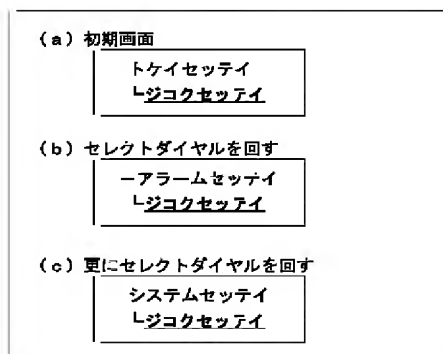 (a) 初期画面
トケイセッテイ
┗ジコクセッテイ
(b) セレクトダイヤルを回す
ーアラームセッテイ
┗ジコクセッテイ
(c) 更にセレクトダイヤルを回す
システムセッテイ
┗ジコクセッテイ